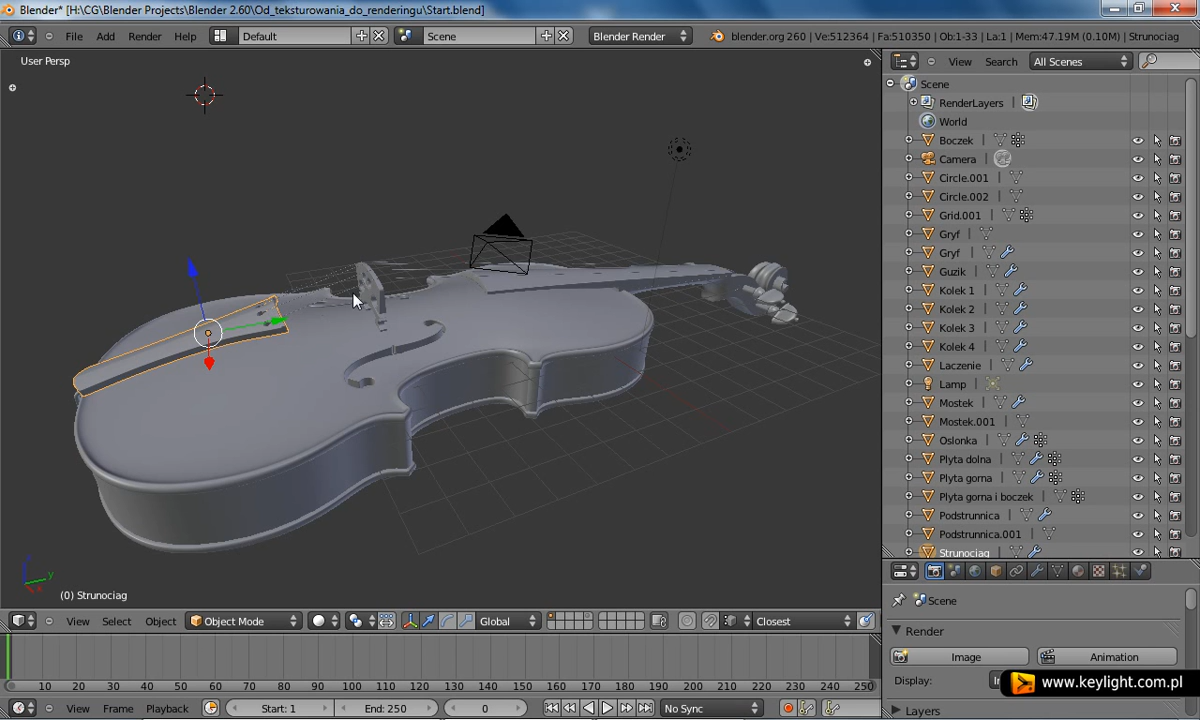 Blender* [H:\CG\Blender Projects\Blender 2.60\Od_teksturowania_do_renderingu\Start.blend]
File Add Render Help Default Scene Blender Render blender.org 260 | Ve:512364 | Fa:510350 | Ob:1-33 | La:1 | Mem:47.19M (0.10M) | Strunociag
User Persp
View Search All Scenes
Scene
RenderLayers
World
Boczek
Camera
Circle.001
Circle.002
Grid.001
Gryf
Gryf
Guzik
Kolek 1
Kolek 2
Kolek 3
Kolek 4
Laczenie
Lamp
Mostek
Mostek.001
Oslonka
Plyta dolna
Plyta gorna
Plyta gorna i boczek
Podstrunnica
Podstrunnica.001
Strunociag
z
y
x
(0) Strunociag
View Select Object Object Mode Global Closest
Scene
Render
Image Animation
Display:
www.keylight.com.pl
Layers
10 20 30 40 50 60 70 80 90 100 110 120 130 140 150 160 170 180 190 200 210 220 230 240 250
View Frame Playback Start: 1 End: 250 0 No Sync